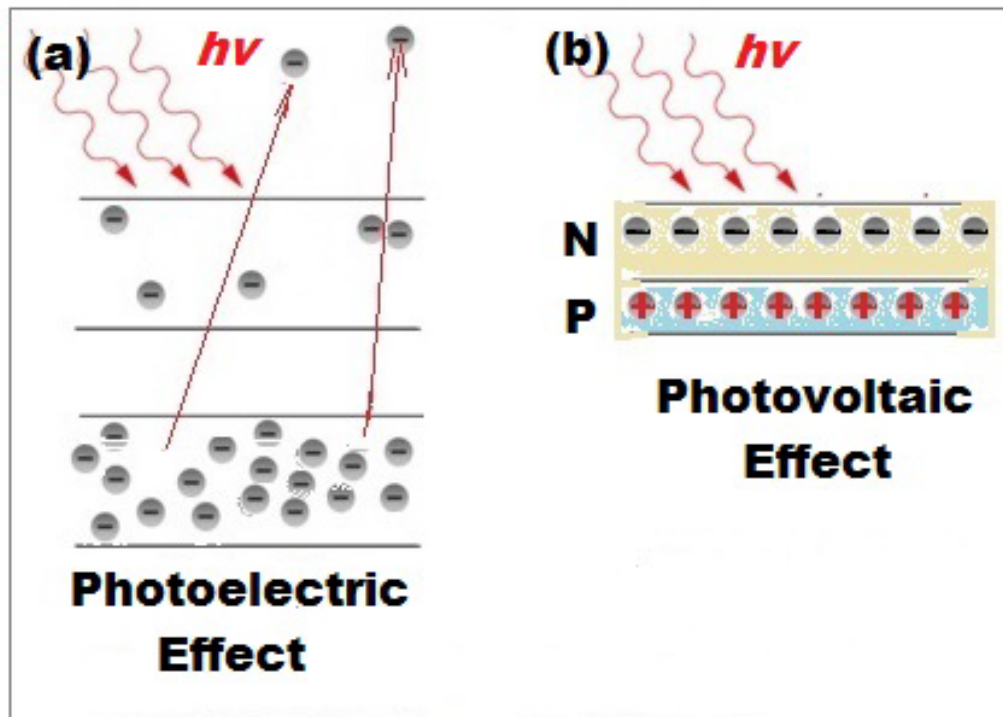 (a) hv
Photoelectric
Effect
(b) hv
N
P
Photovoltaic
Effect